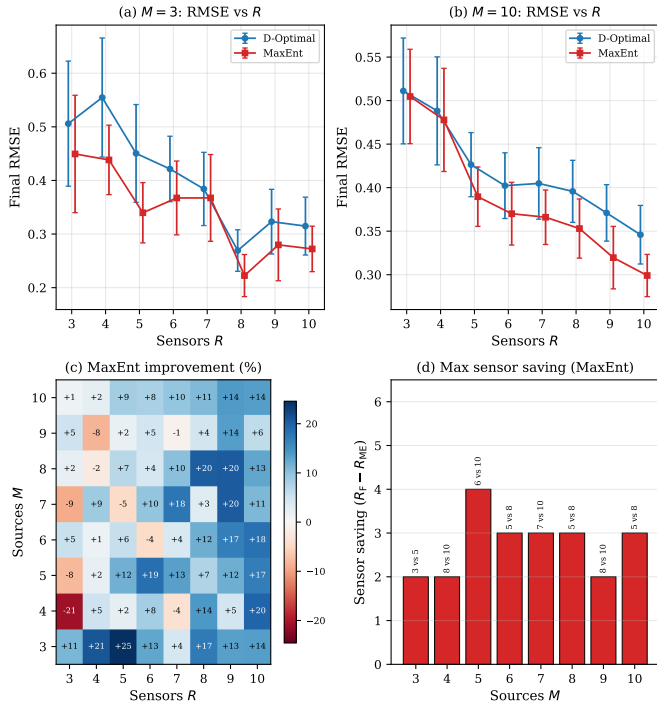 (a) M = 3: RMSE vs R
D-Optimal
MaxEnt
Final RMSE
0.6
0.5
0.4
0.3
0.2
3 4 5 6 7 8 9 10
Sensors R
(b) M = 10: RMSE vs R
D-Optimal
MaxEnt
Final RMSE
0.55
0.50
0.45
0.40
0.35
0.30
3 4 5 6 7 8 9 10
Sensors R
(c) MaxEnt improvement (%)
Sources M
10 +1 +2 +9 +8 +10 +11 +14 +14
9 +5 -8 +2 +5 -1 +4 +14 +6
8 +2 -2 +7 +4 +10 +20 +20 +13
7 -9 +9 -5 +10 +18 +3 +20 +11
6 +5 +1 +6 -4 +4 +12 +17 +18
5 -8 +2 +12 +19 +13 +7 +12 +17
4 -21 +5 +2 +8 -4 +14 +5 +20
3 +11 +21 +25 +13 +4 +17 +13 +14
3 4 5 6 7 8 9 10
Sensors R
20
10
0
−10
−20
(d) Max sensor saving (MaxEnt)
Sensor saving (R_F − R_ME)
6
5
4
3
2
1
0
3 vs 5
8 vs 10
6 vs 10
5 vs 8
7 vs 10
5 vs 8
8 vs 10
5 vs 8
3 4 5 6 7 8 9 10
Sources M